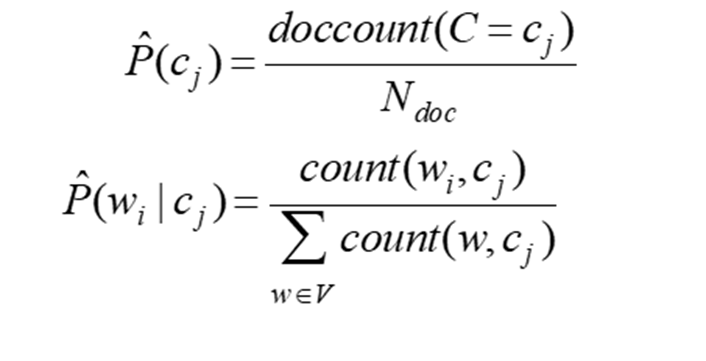 P̂(c_j) = doccount(C = c_j) / N_doc
P̂(w_i | c_j) = count(w_i, c_j) / ∑_{w∈V} count(w, c_j)